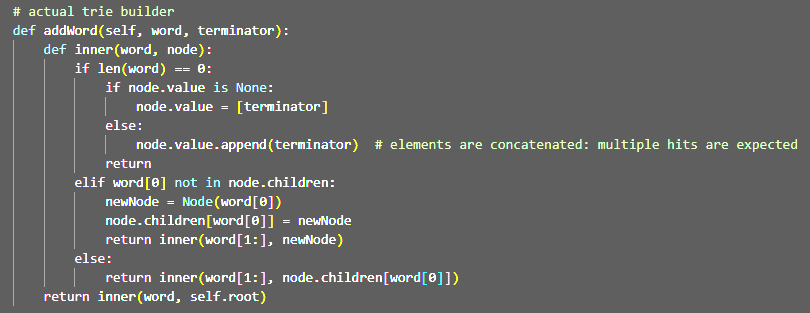 # actual trie builder
def addWord(self, word, terminator):
    def inner(word, node):
        if len(word) == 0:
            if node.value is None:
                node.value = [terminator]
            else:
                node.value.append(terminator)  # elements are concatenated: multiple hits are expected
            return
        elif word[0] not in node.children:
            newNode = Node(word[0])
            node.children[word[0]] = newNode
            return inner(word[1:], newNode)
        else:
            return inner(word[1:], node.children[word[0]])
    return inner(word, self.root)